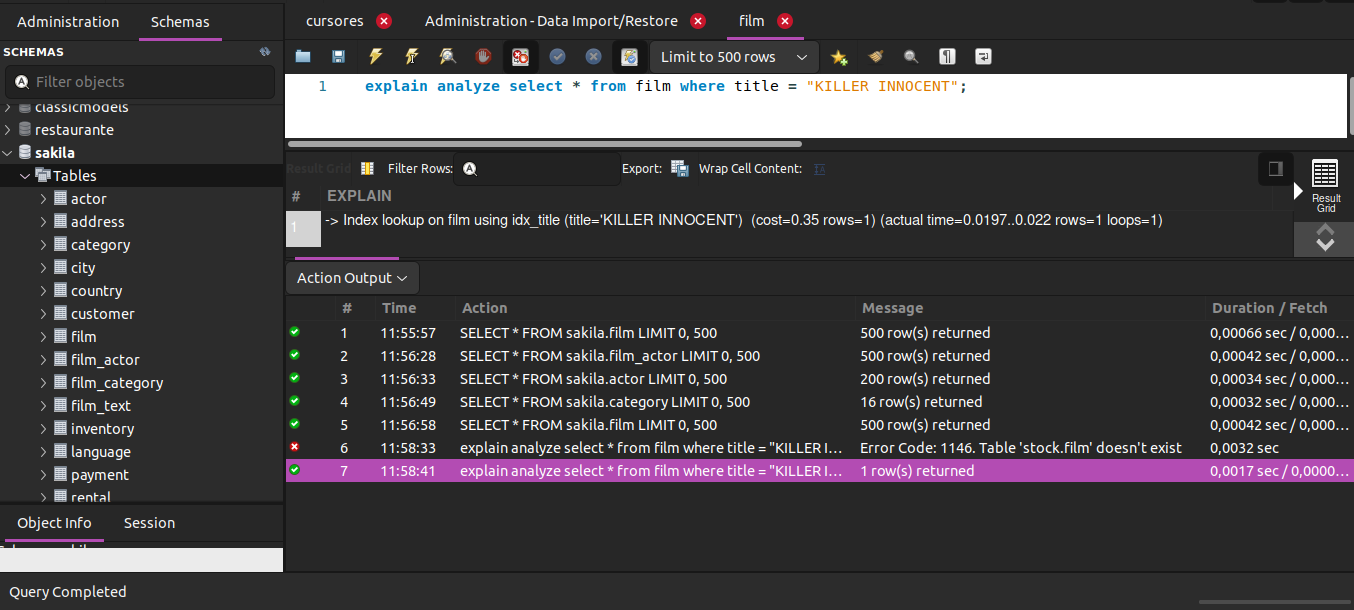 Administration Schemas
SCHEMAS
Filter objects
classicmodels
restaurante
sakila
Tables
actor
address
category
city
country
customer
film
film_actor
film_category
film_text
inventory
language
payment
rental
Object Info Session
Query Completed
cursores Administration - Data Import/Restore film
Limit to 500 rows
1 explain analyze select * from film where title = "KILLER INNOCENT";
Result Grid Filter Rows: Export: Wrap Cell Content:
# EXPLAIN
1 -> Index lookup on film using idx_title (title='KILLER INNOCENT') (cost=0.35 rows=1) (actual time=0.0197..0.022 rows=1 loops=1)
Result
Grid
Action Output
# Time Action Message Duration / Fetch
1 11:55:57 SELECT * FROM sakila.film LIMIT 0, 500 500 row(s) returned 0,00066 sec / 0,000...
2 11:56:28 SELECT * FROM sakila.film_actor LIMIT 0, 500 500 row(s) returned 0,00042 sec / 0,000...
3 11:56:33 SELECT * FROM sakila.actor LIMIT 0, 500 200 row(s) returned 0,00034 sec / 0,000...
4 11:56:49 SELECT * FROM sakila.category LIMIT 0, 500 16 row(s) returned 0,00032 sec / 0,000...
5 11:56:58 SELECT * FROM sakila.film LIMIT 0, 500 500 row(s) returned 0,00042 sec / 0,000...
6 11:58:33 explain analyze select * from film where title = "KILLER I... Error Code: 1146. Table 'stock.film' doesn't exist 0,0032 sec
7 11:58:41 explain analyze select * from film where title = "KILLER I... 1 row(s) returned 0,0017 sec / 0,0000...